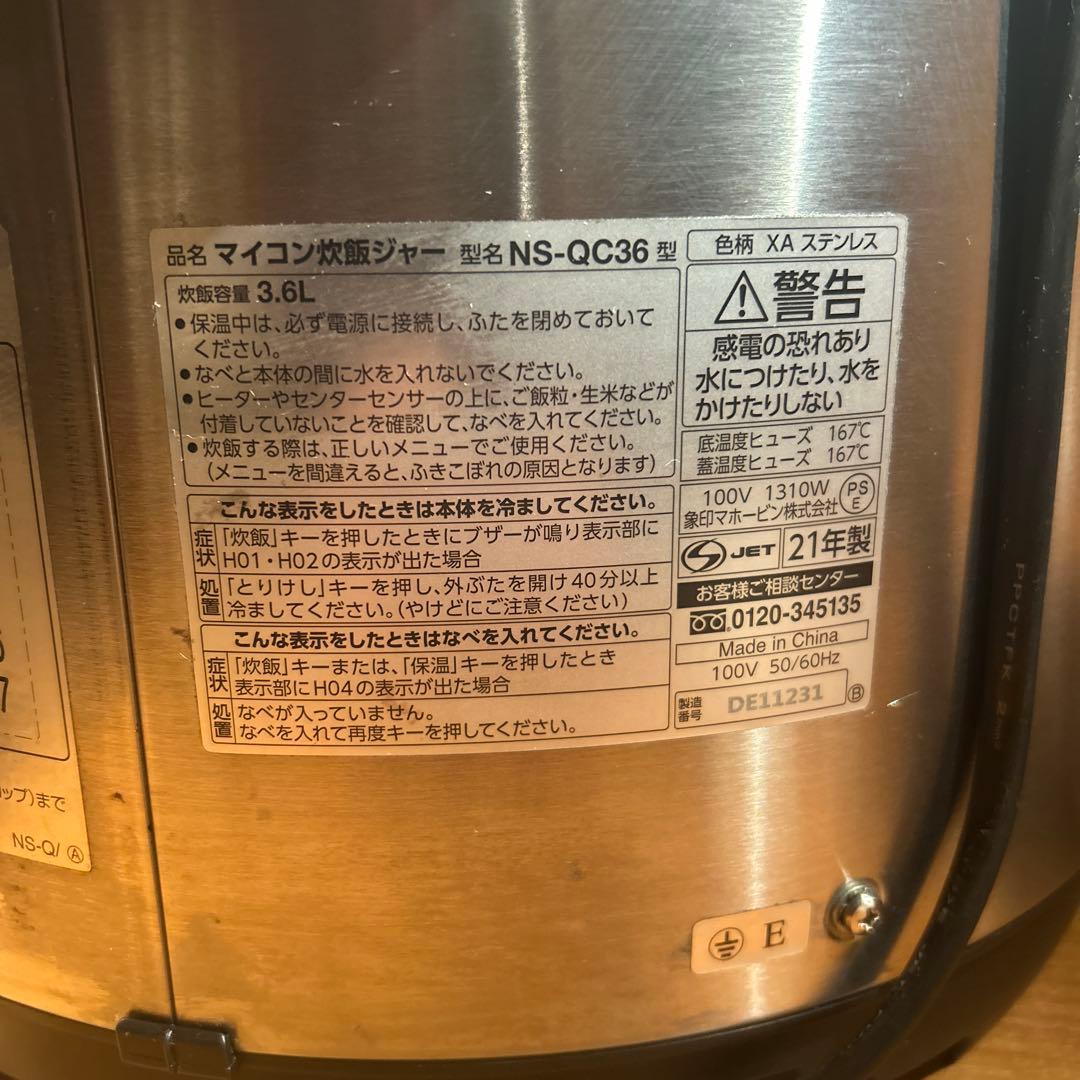 品名 マイコン炊飯ジャー 型名 NS-QC36 型
炊飯容量 3.6L
●保温中は、必ず電源に接続し、ふたを閉めておいて
ください。
●なべと本体の間に水を入れないでください。
●ヒーターやセンターセンサーの上に、ご飯粒・生米などが
付着していないことを確認して、なべを入れてください。
●炊飯する際は、正しいメニューでご使用ください。
（メニューを間違えると、ふきこぼれの原因となります）
こんな表示をしたときは本体を冷ましてください。
症状 「炊飯」キーを押したときにブザーが鳴り表示部に
H01・H02の表示が出た場合
処置 「とりけし」キーを押し、外ぶたを開け40分以上
冷ましてください。（やけどにご注意ください）
こんな表示をしたときはなべを入れてください。
症状 「炊飯」キーまたは、「保温」キーを押したとき
表示部にH04の表示が出た場合
処置 なべが入っていません。
なべを入れて再度キーを押してください。
色柄 XA ステンレス
警告
感電の恐れあり
水につけたり、水を
かけたりしない
底温度ヒューズ 167℃
蓋温度ヒューズ 167℃
100V 1310W
象印マホービン株式会社
PS
E
JET 21年製
お客様ご相談センター
0120-345135
Made in China
100V 50/60Hz
製造番号 DE11231 Ⓑ
7
ップ)まで
NS-Q/ Ⓐ
E
PPCTFK